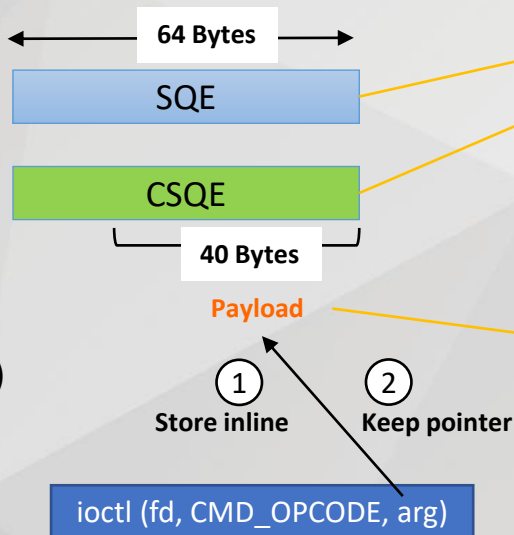 64 Bytes
SQE
CSQE
40 Bytes
Payload
1
2
Store inline
Keep pointer
ioctl (fd, CMD_OPCODE, arg)